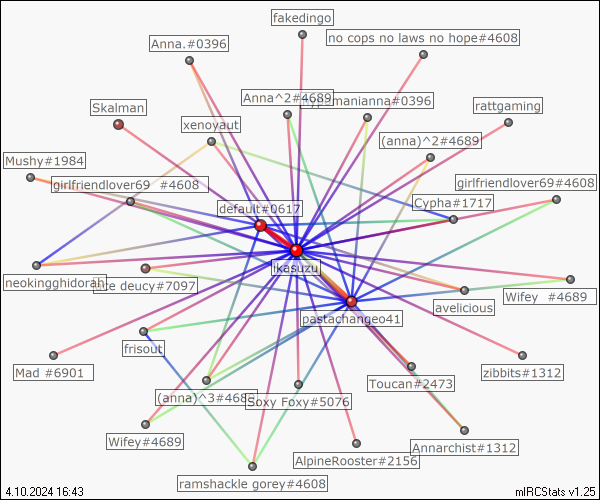 fakedingo
no cops no laws no hope#4608
Anna.#0396
Anna^2#4689
manianna#0396
rattgaming
Skalman
xenoyaut
(anna)^2#4689
Mushy#1984
girlfriendlover69 #4608
girlfriendlover69#4608
default#0617
Cypha#1717
Ikasuzu
neokingghidorah
ce deucy#7097
Wifey #4689
avelicious
pastachange41
frisout
Mad #6901
zibbits#1312
Toucan#2473
(anna)^3#4689
Soxy Foxy#5076
Wifey#4689
Annarchist#1312
AlpineRooster#2156
ramshackle gorey#4608
4.10.2024 16:43
mIRCStats v1.25